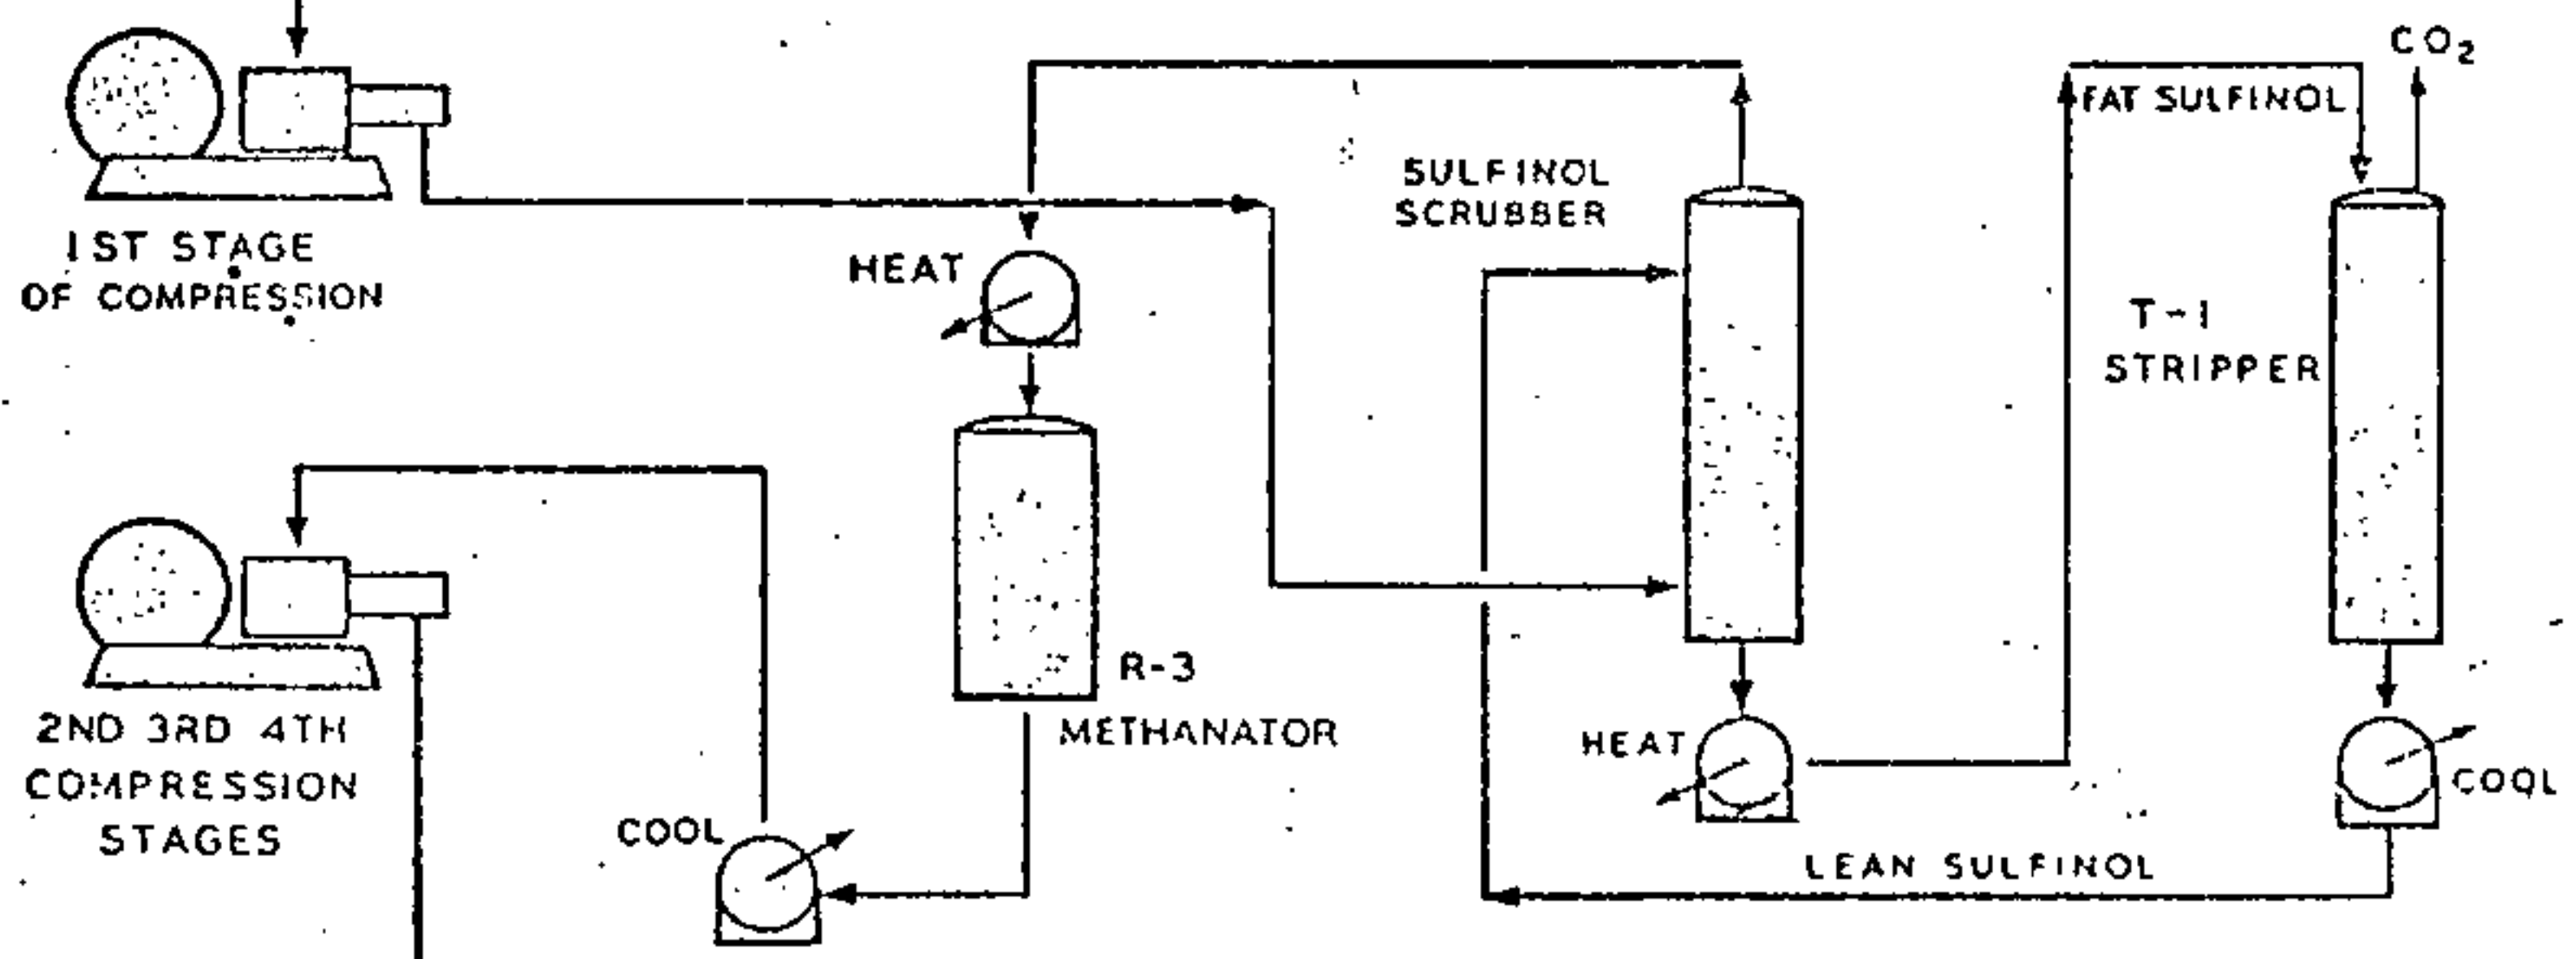 CO2
FAT SULFINOL
SULFINOL
SCRUBBER
1ST STAGE
OF COMPRESSION
HEAT
T-1
STRIPPER
R-3
METHANATOR
2ND 3RD 4TH
COMPRESSION
STAGES
HEAT
COOL
COOL
LEAN SULFINOL